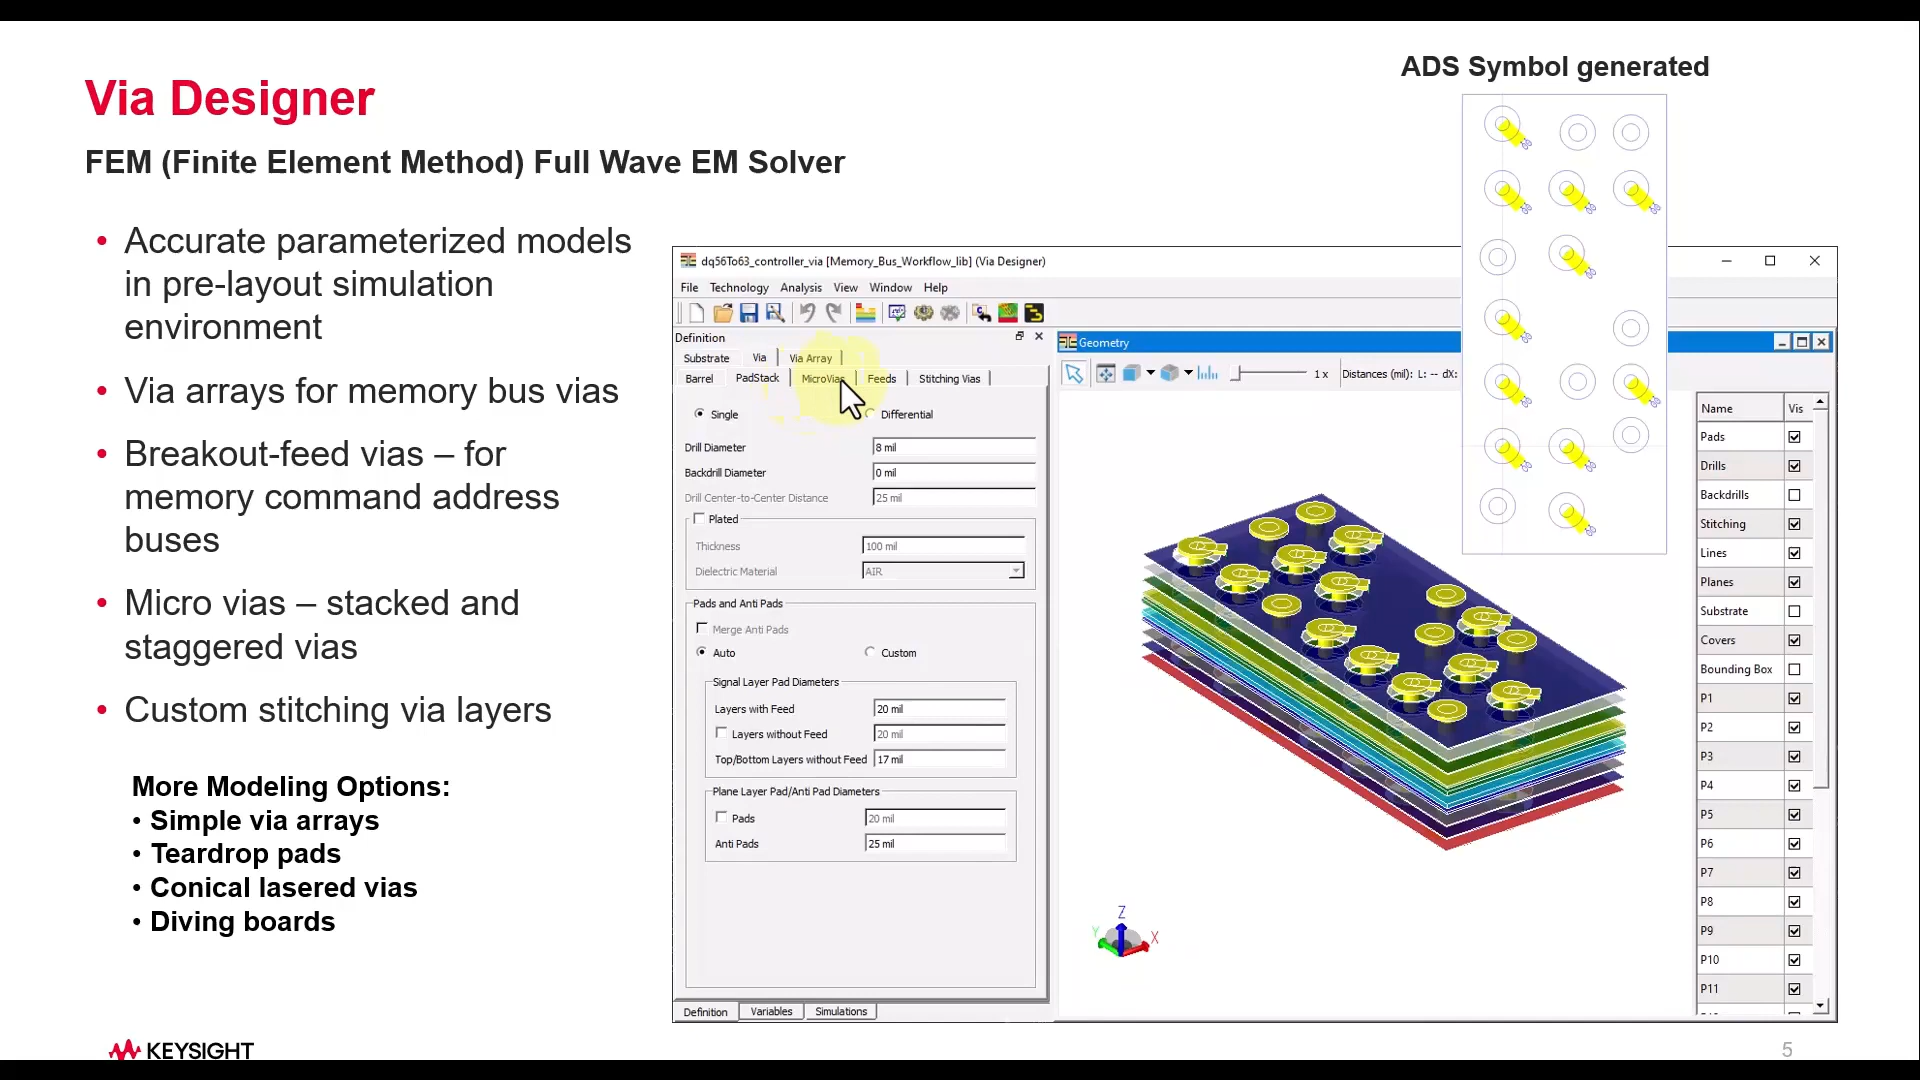 ADS Symbol generated
Via Designer
FEM (Finite Element Method) Full Wave EM Solver
• Accurate parameterized models
in pre-layout simulation
environment
• Via arrays for memory bus vias
• Breakout-feed vias – for
memory command address
buses
• Micro vias – stacked and
staggered vias
• Custom stitching via layers
More Modeling Options:
• Simple via arrays
• Teardrop pads
• Conical lasered vias
• Diving boards
dq56To63_controller_via [Memory_Bus_Workflow_lib] (Via Designer)
File Technology Analysis View Window Help
Definition
Substrate Via Via Array
Barrel PadStack MicroVias Feeds Stitching Vias
Single Differential
Drill Diameter 8 mil
Backdrill Diameter 0 mil
Drill Center-to-Center Distance 25 mil
Plated
Thickness 100 mil
Dielectric Material AIR
Pads and Anti Pads
Merge Anti Pads
Auto Custom
Signal Layer Pad Diameters
Layers with Feed 20 mil
Layers without Feed 20 mil
Top/Bottom Layers without Feed 17 mil
Plane Layer Pad/Anti Pad Diameters
Pads 20 mil
Anti Pads 25 mil
Definition Variables Simulations
Geometry
1 x Distances (mil): L: -- dX:
Z
Y X
Name Vis
Pads
Drills
Backdrills
Stitching
Lines
Planes
Substrate
Covers
Bounding Box
P1
P2
P3
P4
P5
P6
P7
P8
P9
P10
P11
KEYSIGHT
5